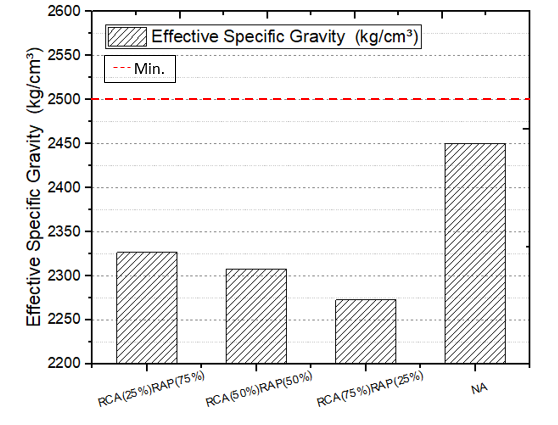 2600
2500
2500
2450
2400
2350
2300
2250
2200
Effective Specific Gravity (kg/cm³)
Effective Specific Gravity (kg/cm³)
Min.
RCA(25%)RAP(75%)
RCA(50%)RAP(50%)
RCA(75%)RAP(25%)
NA